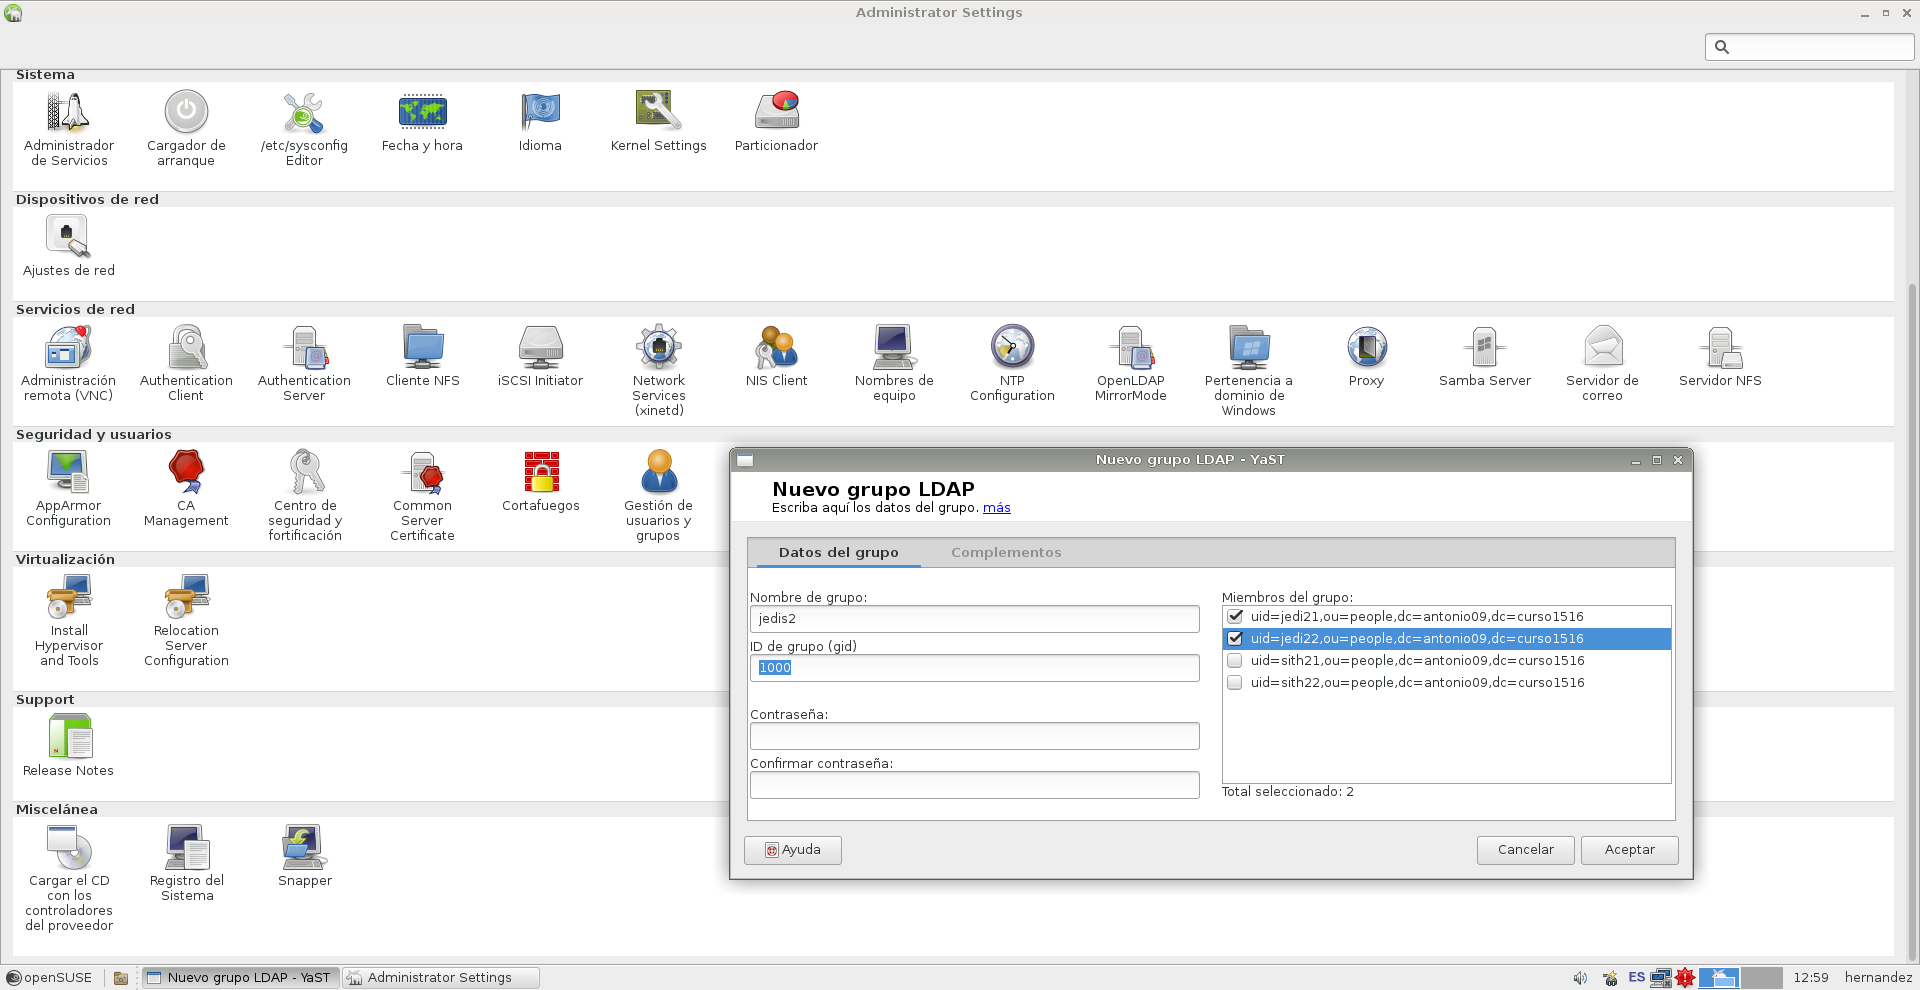 Administrator Settings
Sistema
Administrador
de Servicios
Cargador de
arranque
/etc/sysconfig
Editor
Fecha y hora
Idioma
Kernel Settings
Particionador
Dispositivos de red
Ajustes de red
Servicios de red
Administración
remota (VNC)
Authentication
Client
Authentication
Server
Cliente NFS
iSCSI Initiator
Network
Services
(xinetd)
NIS Client
Nombres de
equipo
NTP
Configuration
OpenLDAP
MirrorMode
Pertenencia a
dominio de
Windows
Proxy
Samba Server
Servidor de
correo
Servidor NFS
Seguridad y usuarios
AppArmor
Configuration
CA
Management
Centro de
seguridad y
fortificación
Common
Server
Certificate
Cortafuegos
Gestión de
usuarios y
grupos
Virtualización
Install
Hypervisor
and Tools
Relocation
Server
Configuration
Support
Release Notes
Miscelánea
Cargar el CD
con los
controladores
del proveedor
Registro del
Sistema
Snapper
Nuevo grupo LDAP - YaST
Nuevo grupo LDAP
Escriba aquí los datos del grupo. más
Datos del grupo
Complementos
Nombre de grupo:
jedis2
ID de grupo (gid)
1000
Contraseña:
Confirmar contraseña:
Miembros del grupo:
uid=jedi21,ou=people,dc=antonio09,dc=curso1516
uid=jedi22,ou=people,dc=antonio09,dc=curso1516
uid=sith21,ou=people,dc=antonio09,dc=curso1516
uid=sith22,ou=people,dc=antonio09,dc=curso1516
Total seleccionado: 2
Ayuda
Cancelar
Aceptar
openSUSE
Nuevo grupo LDAP - YaST
Administrator Settings
ES
12:59
hernandez